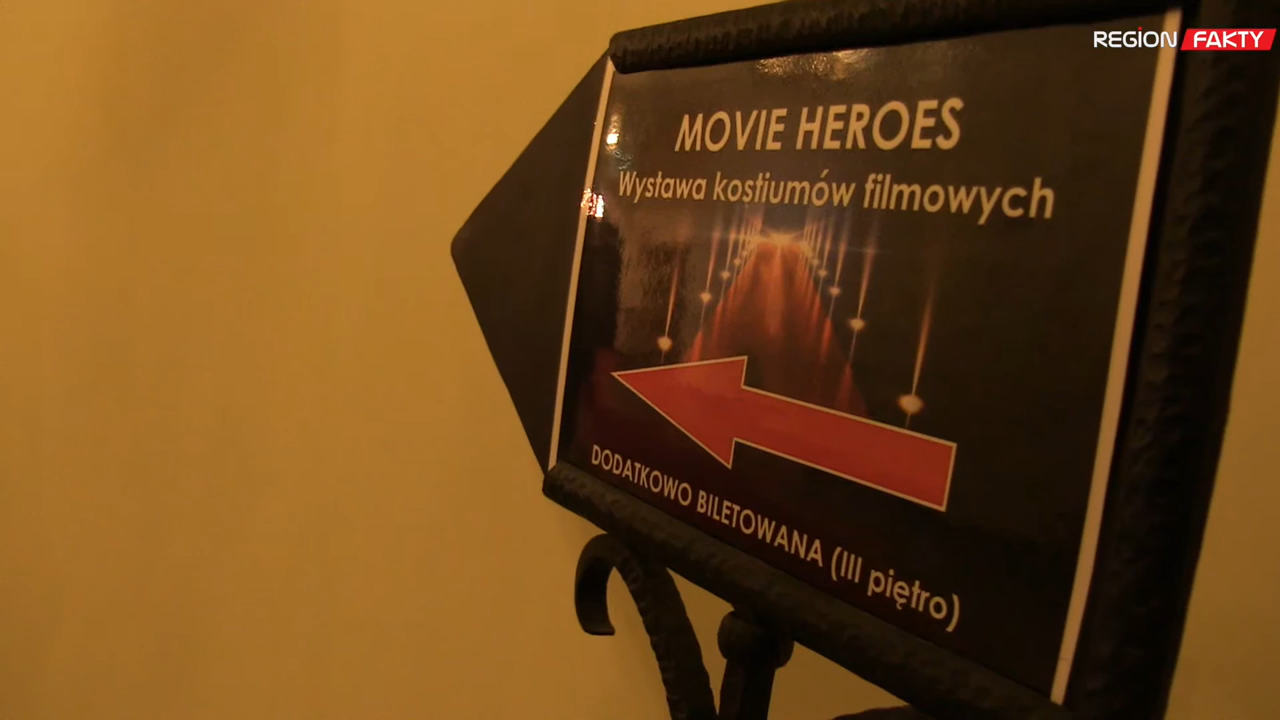 REGION FAKTY
MOVIE HEROES
Wystawa kostiumów filmowych
DODATKOWO BILETOWANA (III piętro)